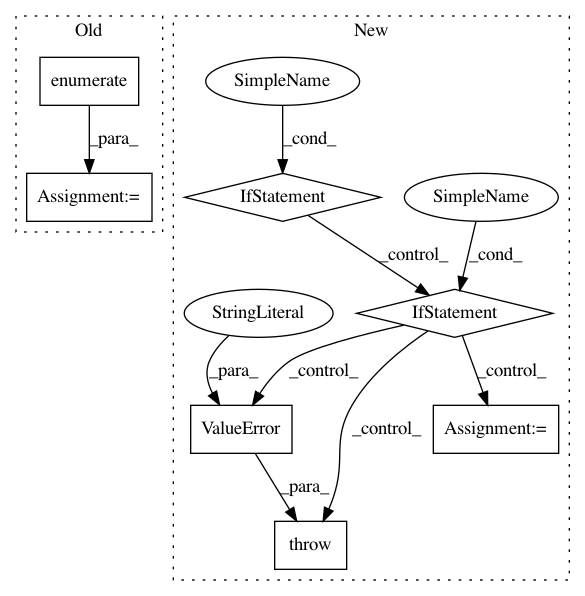 Old
New
enumerate
SimpleName
_para_
_cond_
Assignment:=
IfStatement
SimpleName
_control_
_cond_
StringLiteral
IfStatement
_para_
_control_
_control_
ValueError
_control_
Assignment:=
_para_
throw